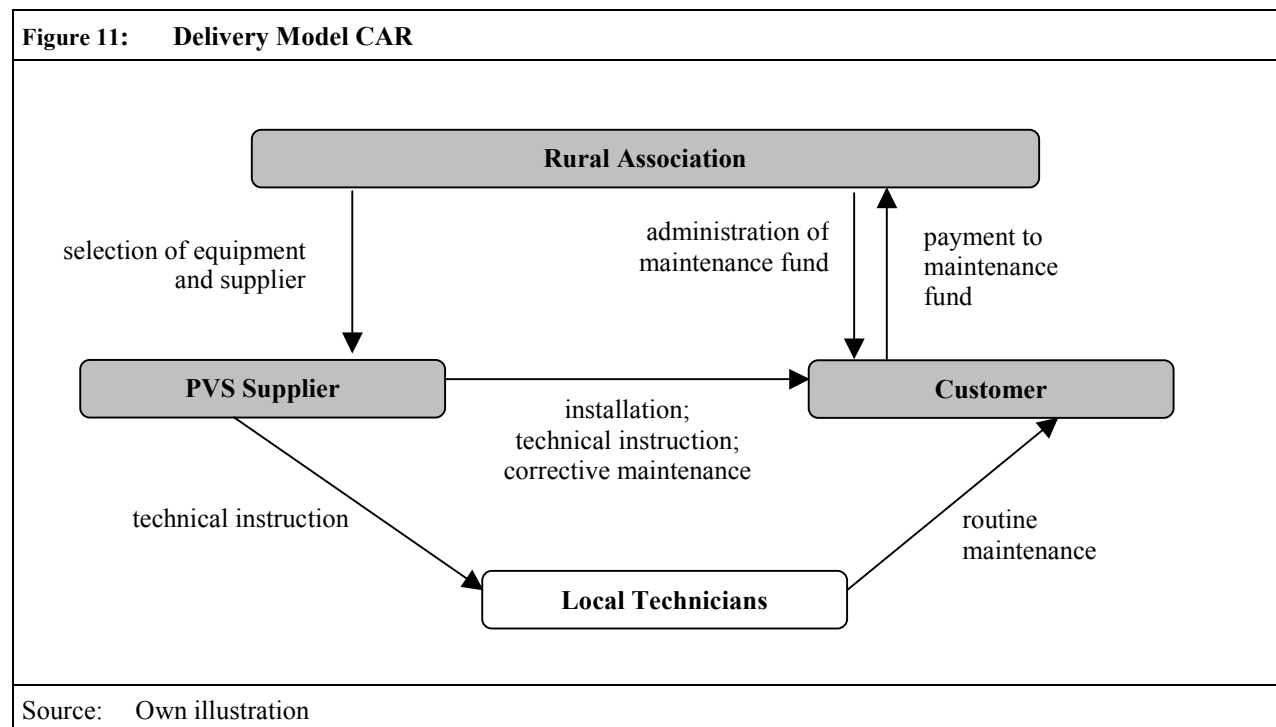 Figure 11: Delivery Model CAR
Rural Association
selection of equipment
and supplier
administration of
maintenance fund
payment to
maintenance
fund
PVS Supplier
Customer
installation;
technical instruction;
corrective maintenance
technical instruction
routine
maintenance
Local Technicians
Source: Own illustration